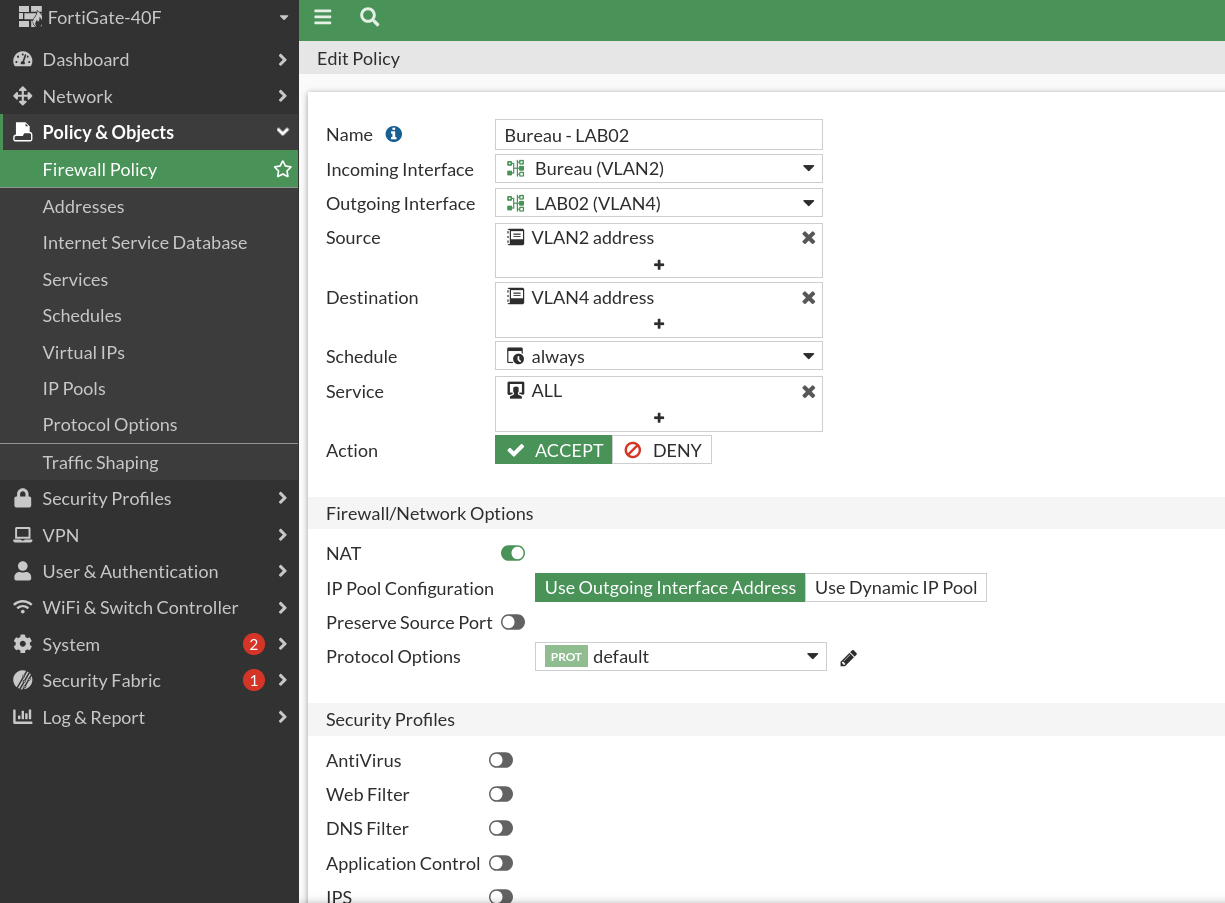 FortiGate-40F
Dashboard
Network
Policy & Objects
Firewall Policy
Addresses
Internet Service Database
Services
Schedules
Virtual IPs
IP Pools
Protocol Options
Traffic Shaping
Security Profiles
VPN
User & Authentication
WiFi & Switch Controller
System 2
Security Fabric 1
Log & Report
Edit Policy
Name Bureau - LAB02
Incoming Interface Bureau (VLAN2)
Outgoing Interface LAB02 (VLAN4)
Source VLAN2 address
Destination VLAN4 address
Schedule always
Service ALL
Action ACCEPT DENY
Firewall/Network Options
NAT
IP Pool Configuration Use Outgoing Interface Address Use Dynamic IP Pool
Preserve Source Port
Protocol Options PROT default
Security Profiles
AntiVirus
Web Filter
DNS Filter
Application Control
IPS